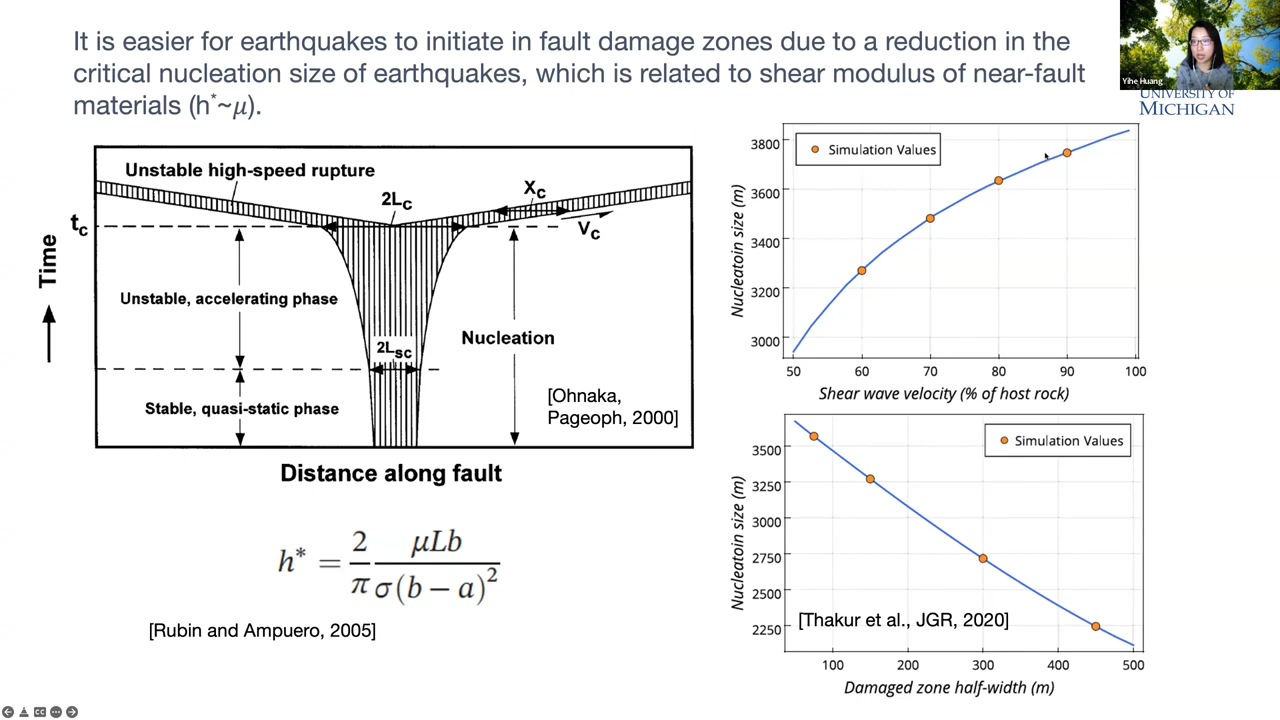 It is easier for earthquakes to initiate in fault damage zones due to a reduction in the
critical nucleation size of earthquakes, which is related to shear modulus of near-fault
materials (h*~μ).
Yihe Huang
UNIVERSITY OF
MICHIGAN
Unstable high-speed rupture
2Lc
Xc
Vc
tc
Time
Unstable, accelerating phase
2Lsc
Nucleation
Stable, quasi-static phase
[Ohnaka,
Pageoph, 2000]
Distance along fault
h* = 2/π μLb/σ(b − a)²
[Rubin and Ampuero, 2005]
Simulation Values
Nucleatoin size (m)
3800
3600
3400
3200
3000
50 60 70 80 90 100
Shear wave velocity (% of host rock)
Simulation Values
Nucleatoin size (m)
3500
3250
3000
2750
2500
2250
[Thakur et al., JGR, 2020]
100 200 300 400 500
Damaged zone half-width (m)